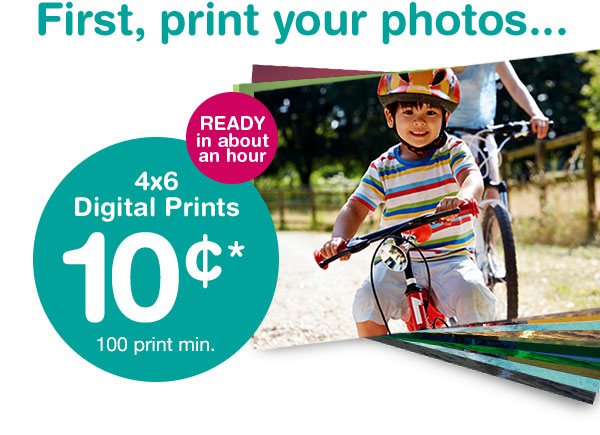 First, print your photos...
READY
in about
an hour
4x6
Digital Prints
10¢*
100 print min.